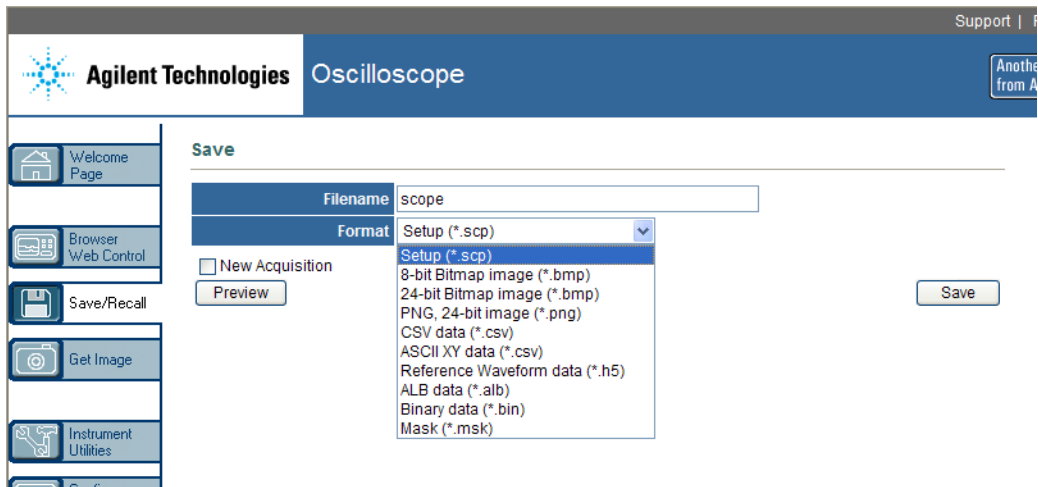 Support |
Agilent Technologies
Oscilloscope
Anothe
from A
Welcome
Page
Browser
Web Control
Save/Recall
Get Image
Instrument
Utilities
Save
Filename scope
Format Setup (*.scp)
Setup (*.scp)
8-bit Bitmap image (*.bmp)
24-bit Bitmap image (*.bmp)
PNG, 24-bit image (*.png)
CSV data (*.csv)
ASCII XY data (*.csv)
Reference Waveform data (*.h5)
ALB data (*.alb)
Binary data (*.bin)
Mask (*.msk)
New Acquisition
Preview
Save